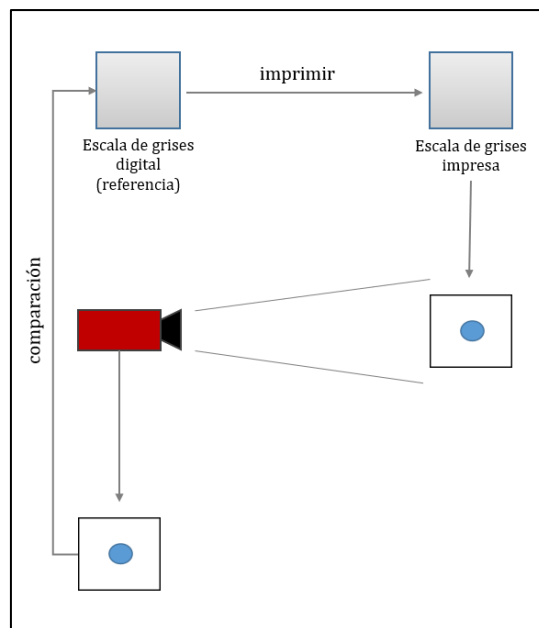 imprimir
Escala de grises
digital
(referencia)
Escala de grises
impresa
comparación